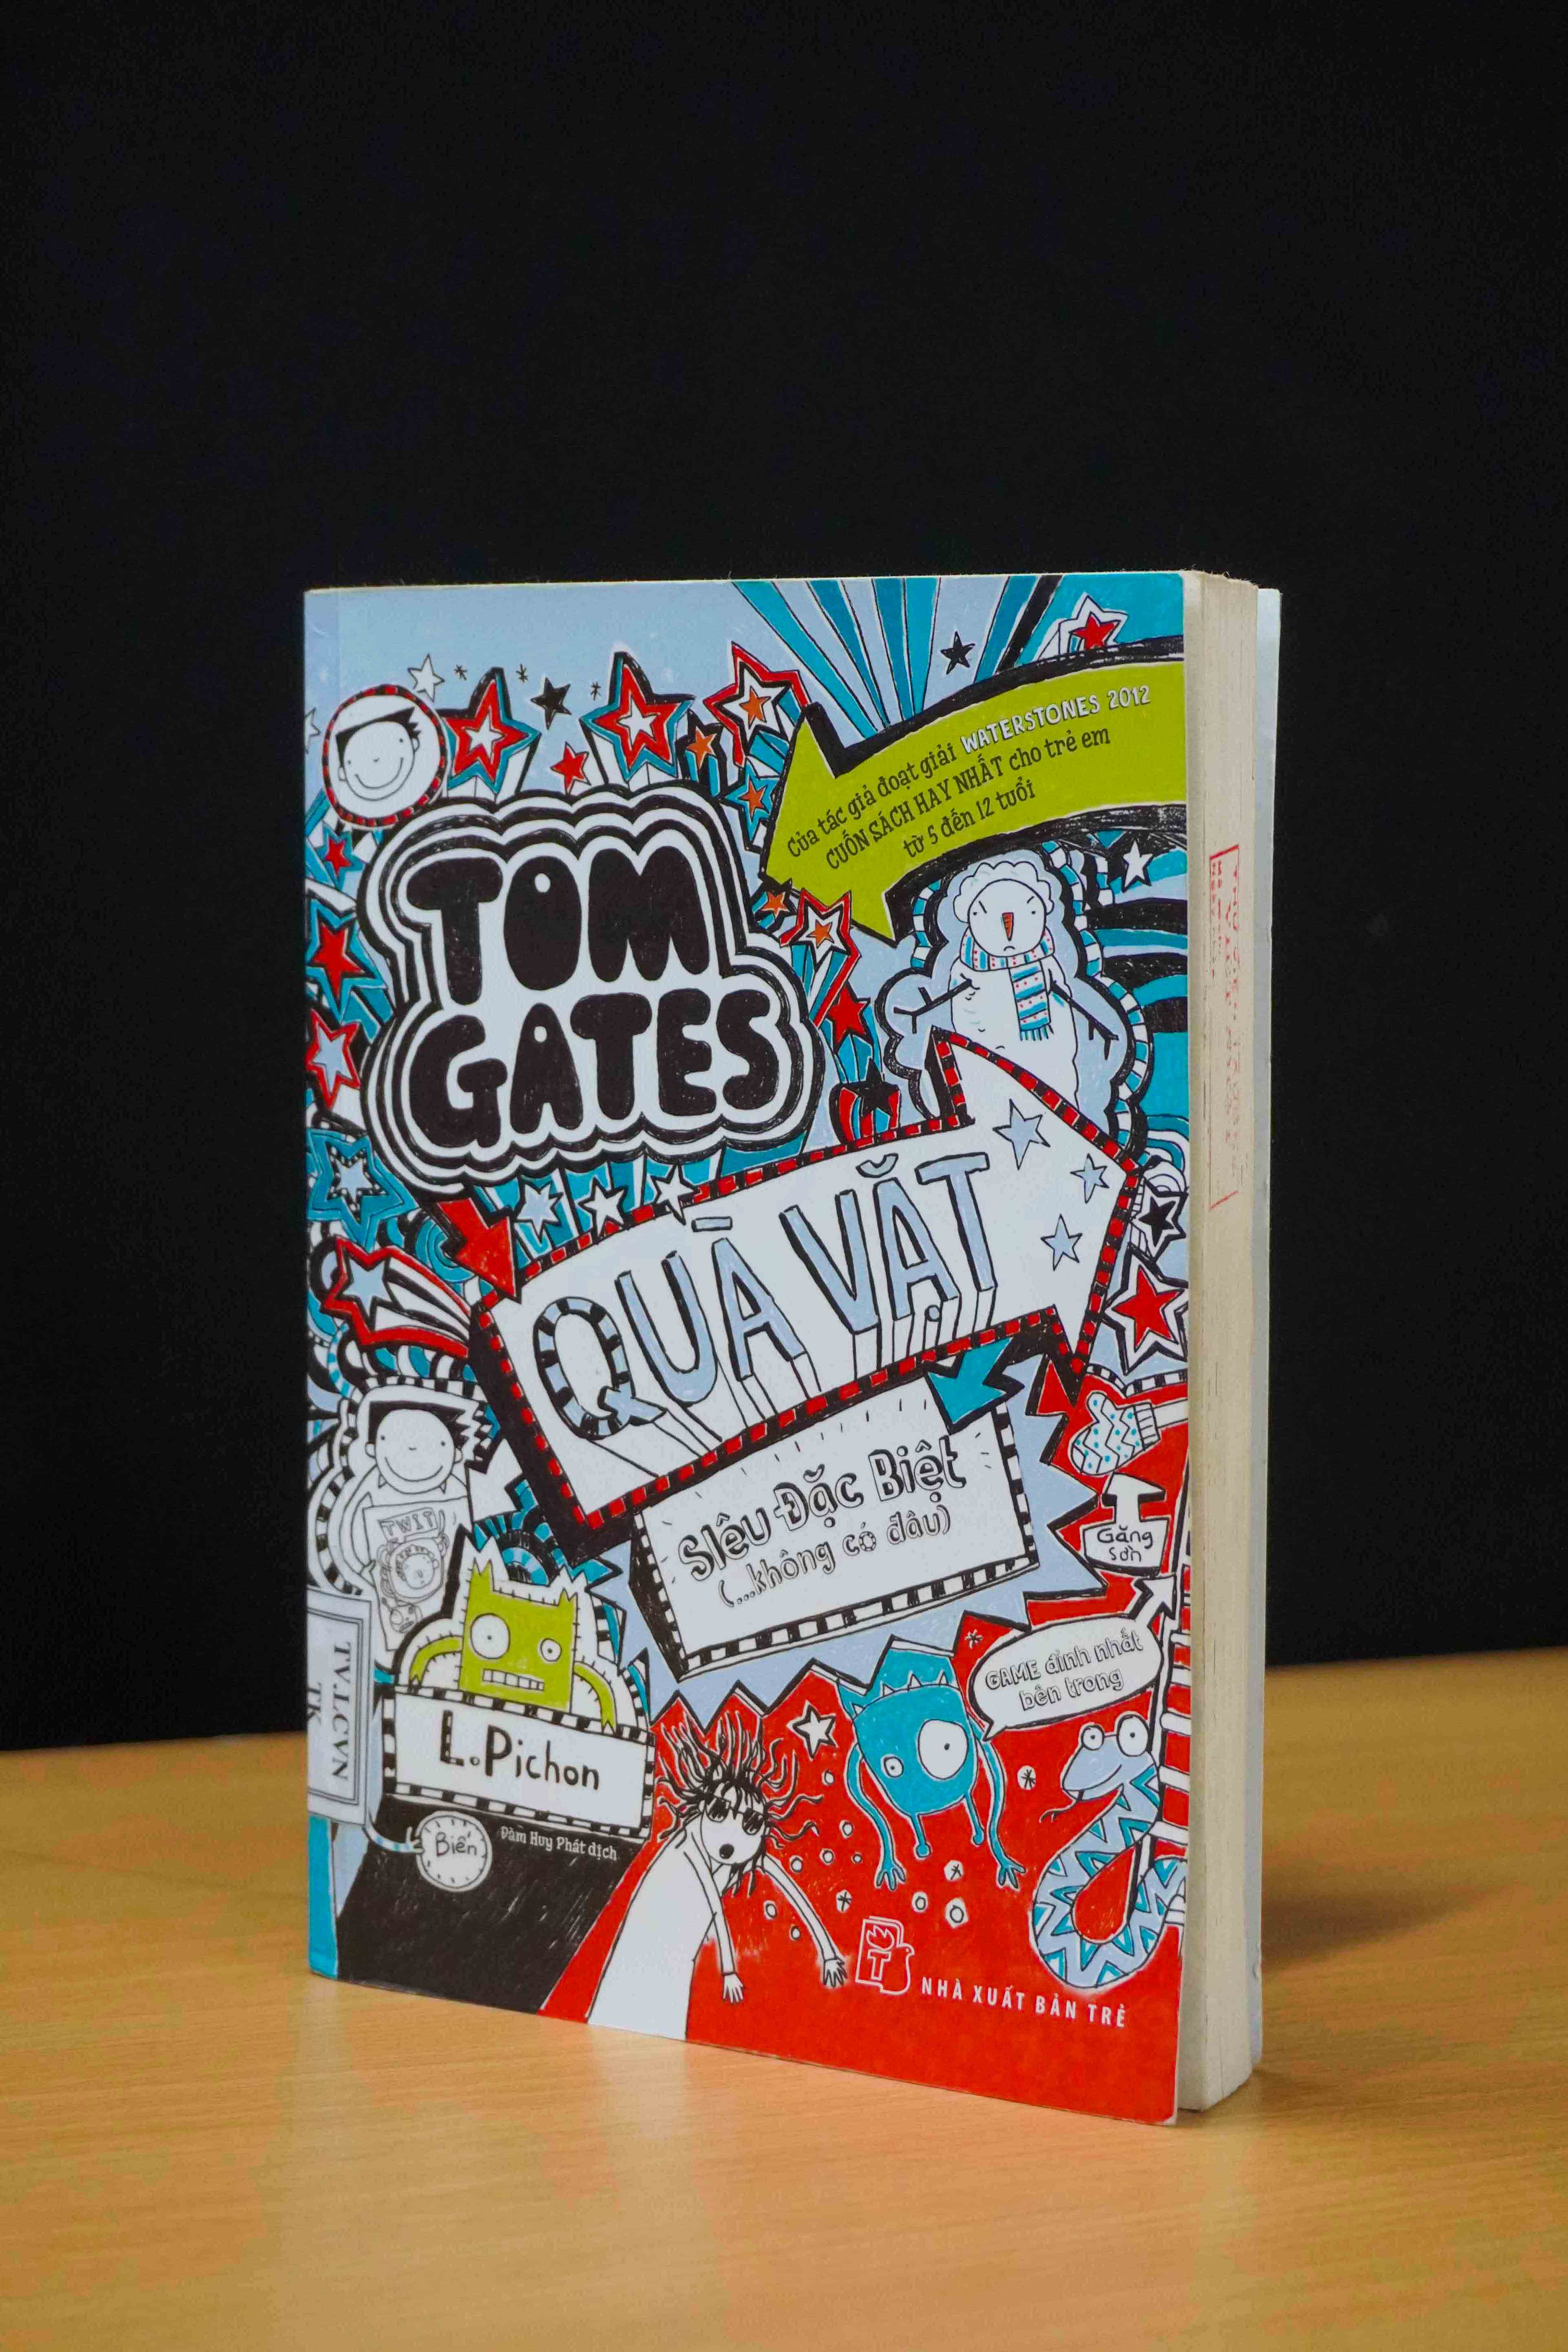 Của tác giả đoạt giải WATERSTONES 2012
CUỐN SÁCH HAY NHẤT cho trẻ em
từ 5 đến 12 tuổi
TOM
GATES
QUÀ VẶT
Siêu Đặc Biệt
(...không có đâu)
Găng
Sơn
TWIT
GAME đỉnh nhất
bên trong
L.Pichon
Biến
Đàm Huy Phát dịch
TV.LCVN
TK
NHÀ XUẤT BẢN TRẺ